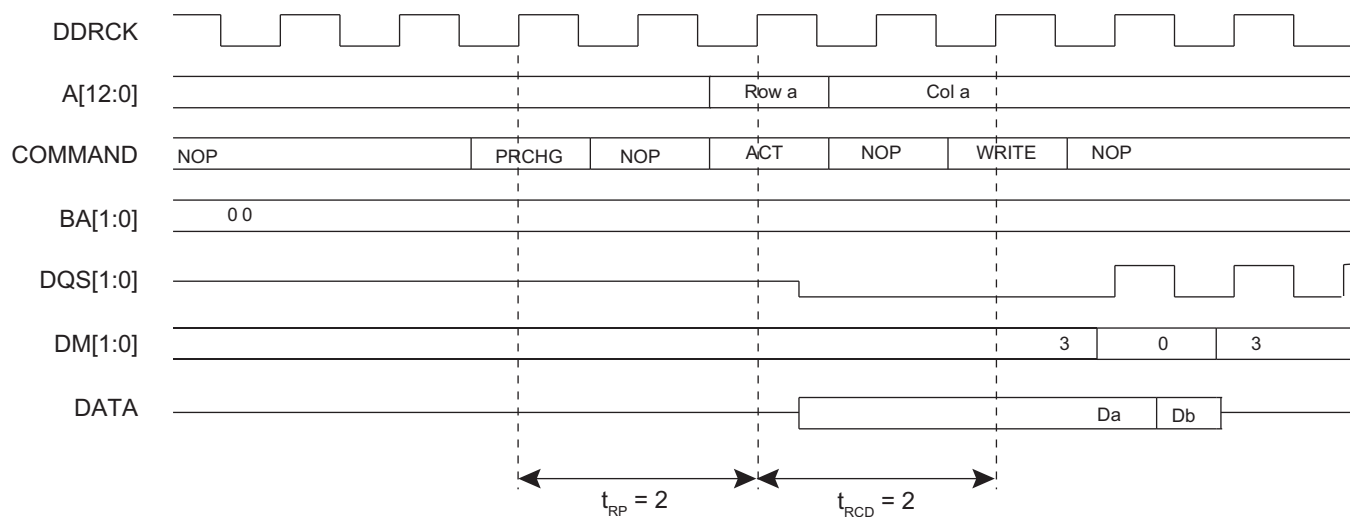 DDRCK
A[12:0] Row a Col a
COMMAND NOP PRCHG NOP ACT NOP WRITE NOP
BA[1:0] 0 0
DQS[1:0]
DM[1:0] 3 0 3
DATA Da Db
tRP = 2 tRCD = 2